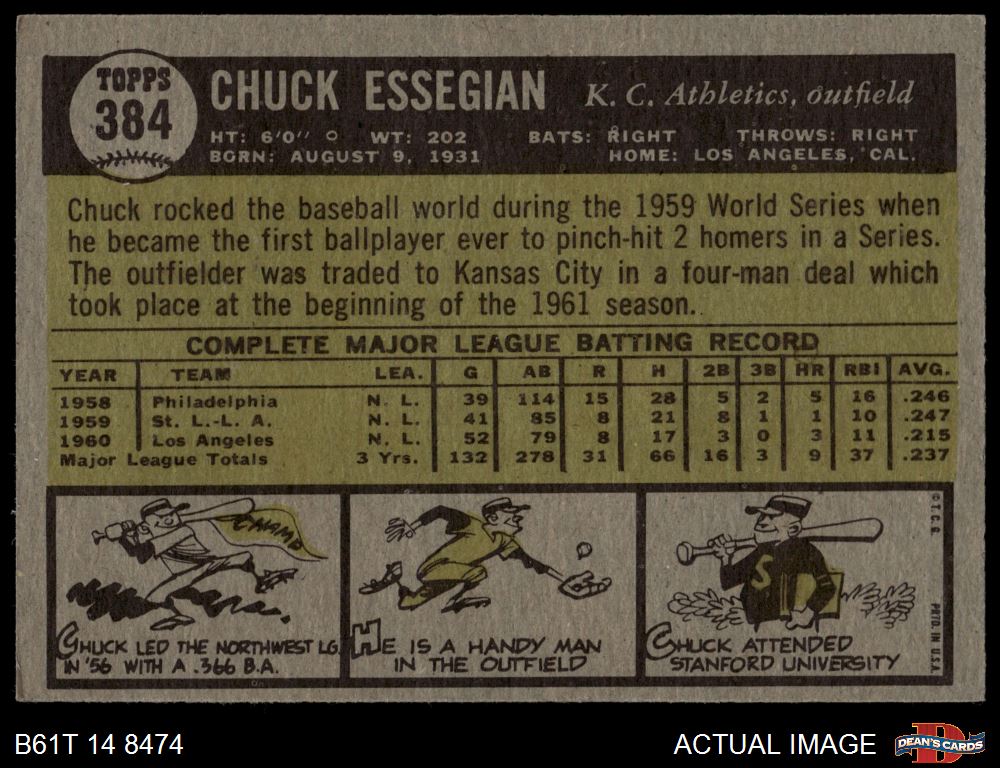 TOPPS
384
CHUCK ESSEGIAN K. C. Athletics, outfield
HT: 6'0" WT: 202 BATS: RIGHT THROWS: RIGHT
BORN: AUGUST 9, 1931 HOME: LOS ANGELES, CAL.
Chuck rocked the baseball world during the 1959 World Series when
he became the first ballplayer ever to pinch-hit 2 homers in a Series.
The outfielder was traded to Kansas City in a four-man deal which
took place at the beginning of the 1961 season.
COMPLETE MAJOR LEAGUE BATTING RECORD
YEAR TEAM LEA. G AB R H 2B 3B HR RBI AVG.
1958 Philadelphia N. L. 39 114 15 28 5 2 5 16 .246
1959 St. L.-L. A. N. L. 41 85 8 21 8 1 1 10 .247
1960 Los Angeles N. L. 52 79 8 17 3 0 3 11 .215
Major League Totals 3 Yrs. 132 278 31 66 16 3 9 37 .237
CHAMP
CHUCK LED THE NORTHWEST LG.
IN '56 WITH A .366 B.A.
HE IS A HANDY MAN
IN THE OUTFIELD
S
CHUCK ATTENDED
STANFORD UNIVERSITY
© T. C. G.
PRTD. IN U.S.A.
B61T 14 8474
ACTUAL IMAGE
DEAN'S CARDS